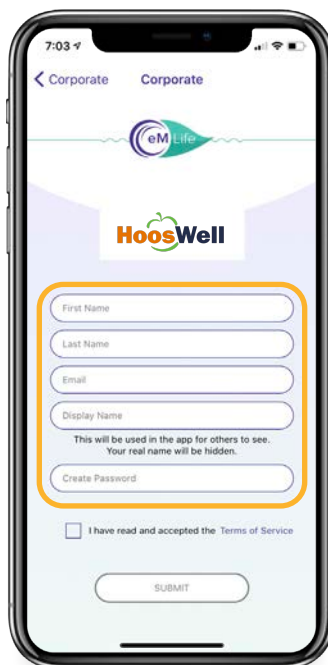 7:03
Corporate
Corporate
eM Life
HoosWell
First Name
Last Name
Email
Display Name
This will be used in the app for others to see.
Your real name will be hidden.
Create Password
I have read and accepted the Terms of Service
SUBMIT